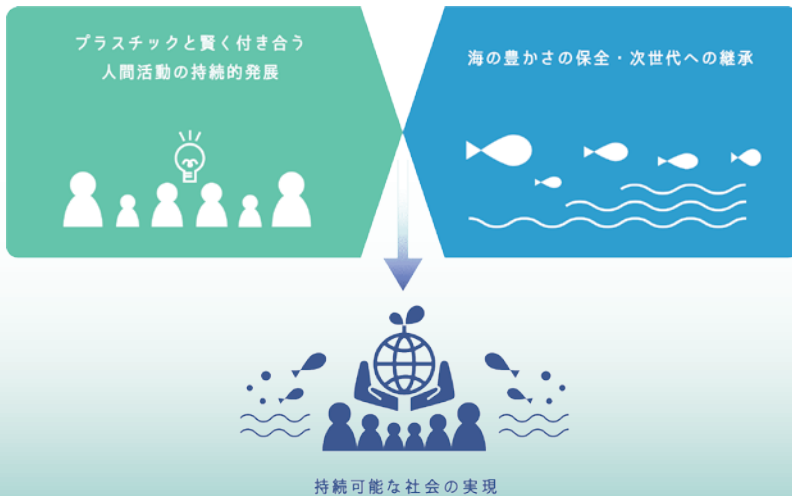 プラスチックと賢く付き合う
人間活動の持続的発展
海の豊かさの保全・次世代への継承
持続可能な社会の実現